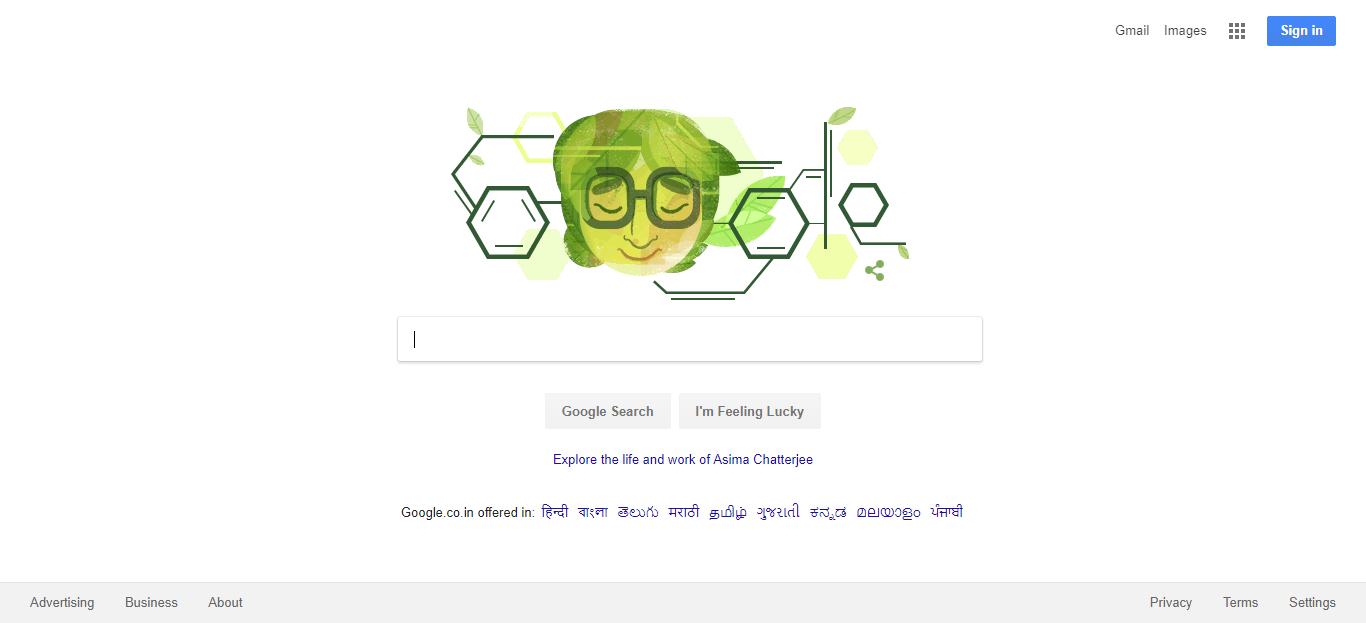 Gmail Images Sign in
Google Search I'm Feeling Lucky
Explore the life and work of Asima Chatterjee
Google.co.in offered in: हिन्दी বাংলা తెలుగు मराठी தமிழ் ગુજરાતી ಕನ್ನಡ മലയാളം ਪੰਜਾਬੀ
Advertising Business About Privacy Terms Settings